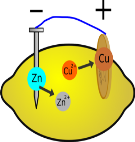 − +
Cu
Cu²⁺
Zn
Zn²⁺